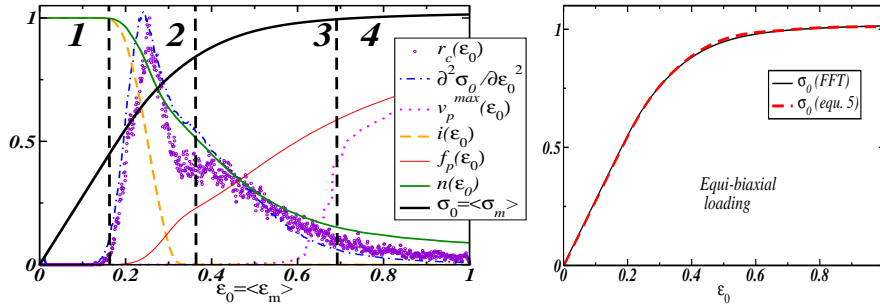 1
1 2 3 4
r_c(ε_0)
∂²σ_0/∂ε_0²
0.5
v_p^max(ε_0)
i(ε_0)
f_p(ε_0)
n(ε_0)
σ_0=<σ_m>
0
0 0.2 0.4 0.6 0.8 1
ε_0=<ε_m>
1
σ_0 (FFT)
σ_0 (equ. 5)
0.5
Equi-biaxial
loading
0
0 0.2 0.4 0.6 0.8
ε_0